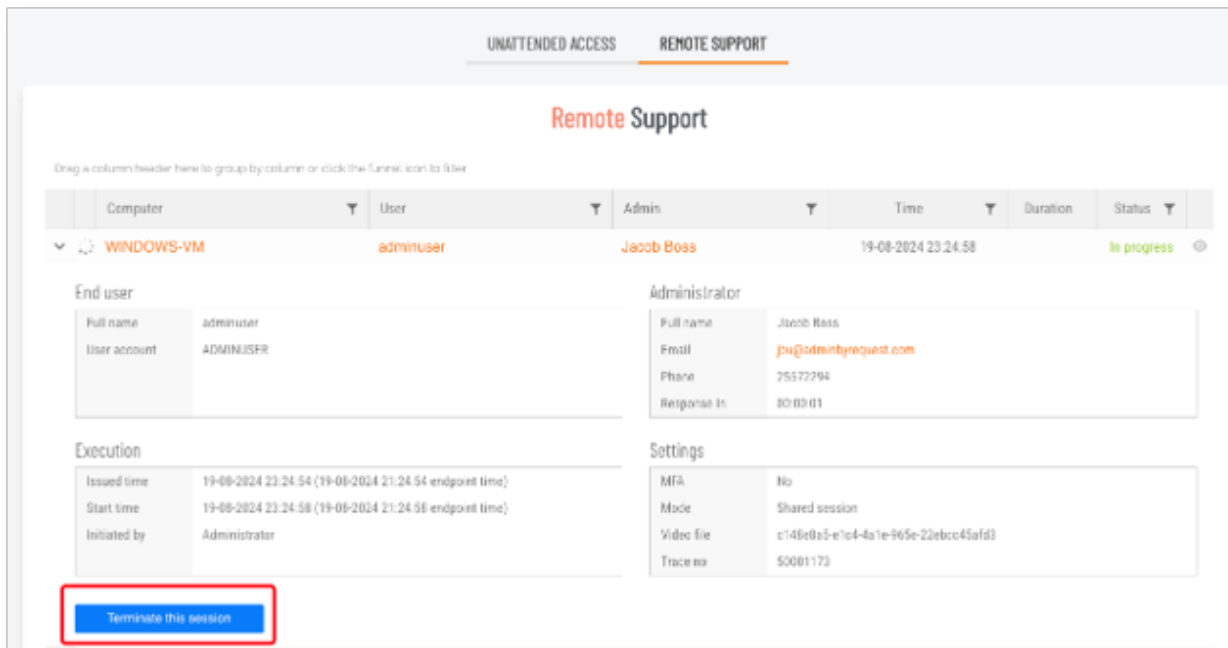 UNATTENDED ACCESS REMOTE SUPPORT
Remote Support
Drag a column header here to group by column or click the funnel icon to filter
Computer User Admin Time Duration Status
WINDOWS-VM adminuser Jacob Boss 19-08-2024 23:24:58 In progress
End user
Full name adminuser
User account ADMINUSER
Administrator
Full name Jacob Boss
Email jbu@adminbyrequest.com
Phone 25572294
Response in 00:00:01
Execution
Issued time 19-08-2024 23:24:54 (19-08-2024 21:24:54 endpoint time)
Start time 19-08-2024 23:24:58 (19-08-2024 21:24:58 endpoint time)
Initiated by Administrator
Settings
MFA No
Mode Shared session
Video file
Trace no 50001173
Terminate this session